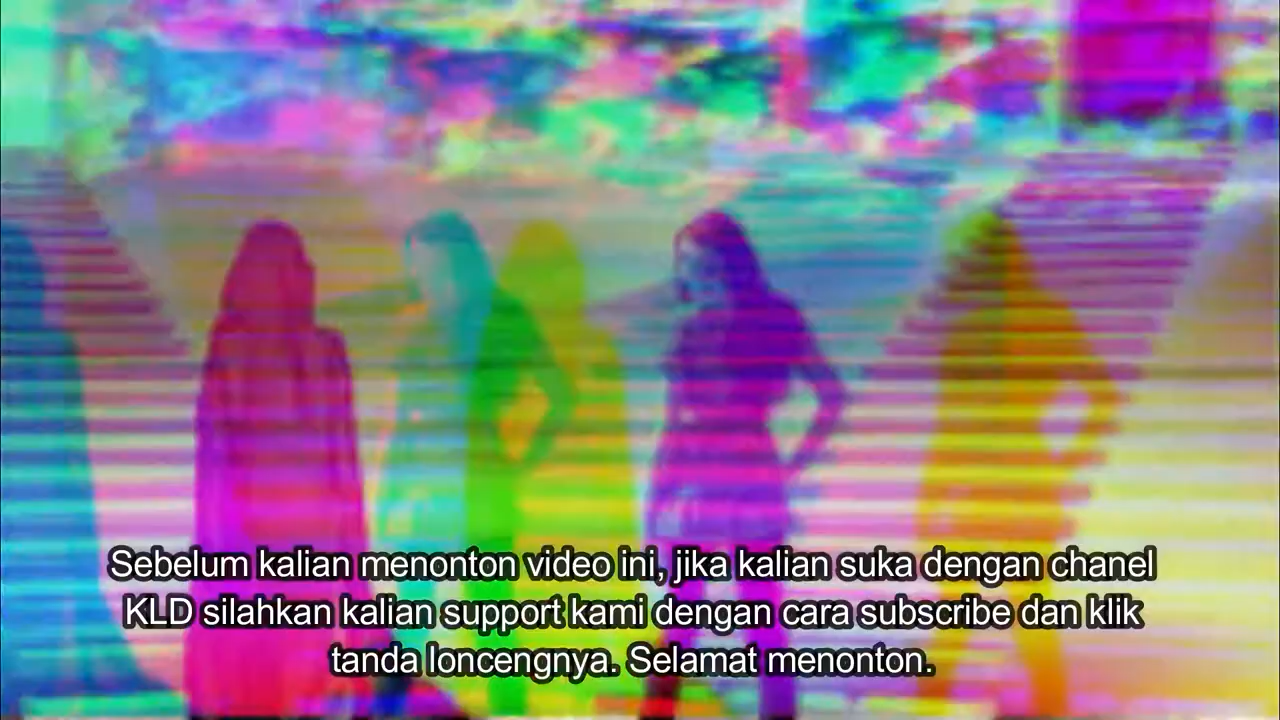 Sebelum kalian menonton video ini, jika kalian suka dengan chanel
KLD silahkan kalian support kami dengan cara subscribe dan klik
tanda loncengnya. Selamat menonton.